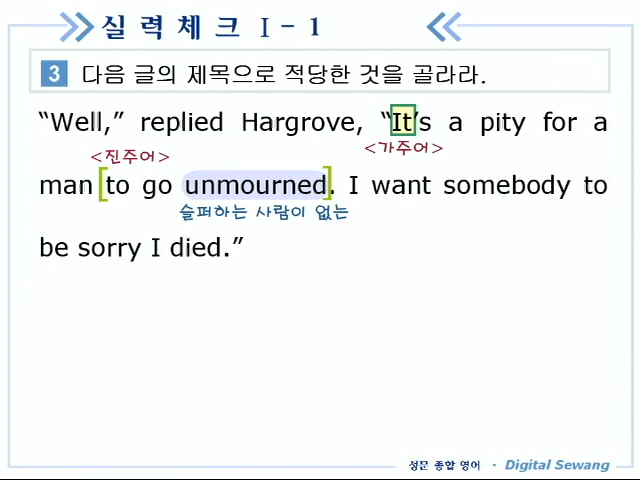 실력체크 I - 1
3 다음 글의 제목으로 적당한 것을 골라라.
“Well,” replied Hargrove, “It’s a pity for a
<진주어> <가주어>
man [to go unmourned]. I want somebody to
슬퍼하는 사람이 없는
be sorry I died.”
성문 종합 영어 · Digital Sewang